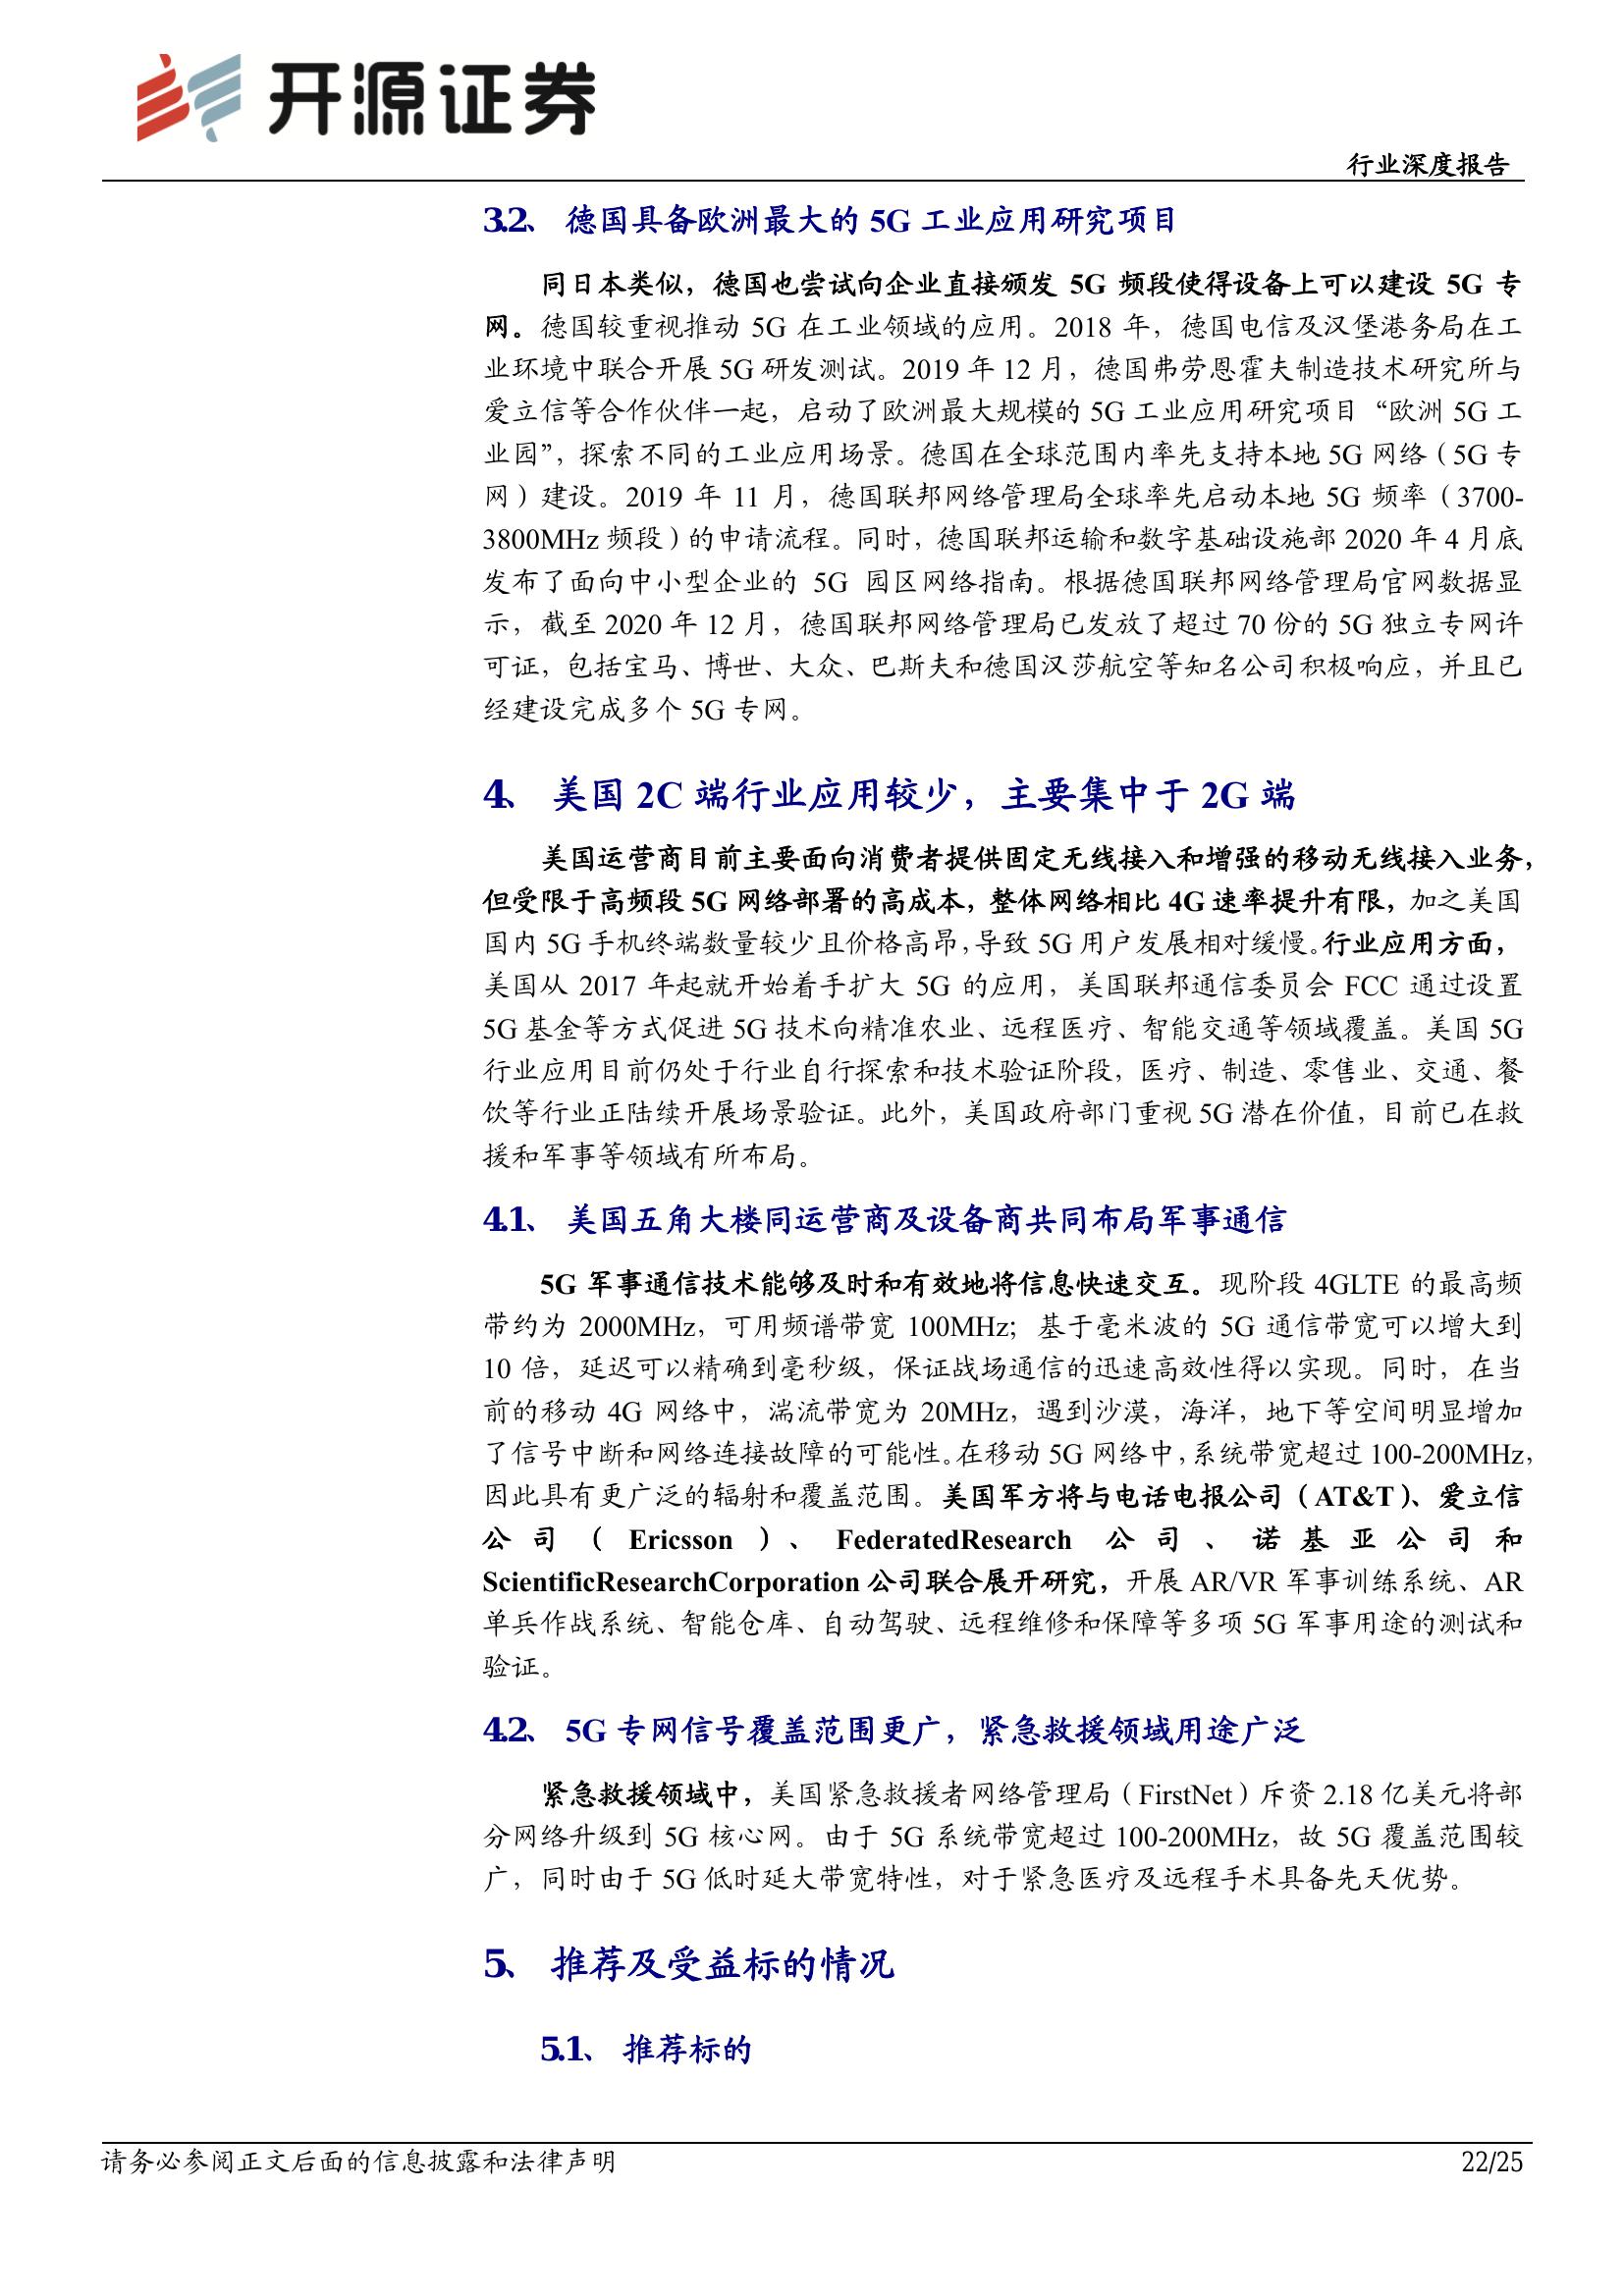 开源证券
行业深度报告
3.2、 德国具备欧洲最大的 5G 工业应用研究项目
同日本类似，德国也尝试向企业直接颁发 5G 频段使得设备上可以建设 5G 专
网。德国较重视推动 5G 在工业领域的应用。2018 年，德国电信及汉堡港务局在工
业环境中联合开展 5G 研发测试。2019 年 12 月，德国弗劳恩霍夫制造技术研究所与
爱立信等合作伙伴一起，启动了欧洲最大规模的 5G 工业应用研究项目“欧洲 5G 工
业园”，探索不同的工业应用场景。德国在全球范围内率先支持本地 5G 网络（5G 专
网）建设。2019 年 11 月，德国联邦网络管理局全球率先启动本地 5G 频率（3700-
3800MHz 频段）的申请流程。同时，德国联邦运输和数字基础设施部 2020 年 4 月底
发布了面向中小型企业的 5G 园区网络指南。根据德国联邦网络管理局官网数据显
示，截至 2020 年 12 月，德国联邦网络管理局已发放了超过 70 份的 5G 独立专网许
可证，包括宝马、博世、大众、巴斯夫和德国汉莎航空等知名公司积极响应，并且已
经建设完成多个 5G 专网。
4、 美国 2C 端行业应用较少，主要集中于 2G 端
美国运营商目前主要面向消费者提供固定无线接入和增强的移动无线接入业务，
但受限于高频段 5G 网络部署的高成本，整体网络相比 4G 速率提升有限，加之美国
国内 5G 手机终端数量较少且价格高昂，导致 5G 用户发展相对缓慢。行业应用方面，
美国从 2017 年起就开始着手扩大 5G 的应用，美国联邦通信委员会 FCC 通过设置
5G 基金等方式促进 5G 技术向精准农业、远程医疗、智能交通等领域覆盖。美国 5G
行业应用目前仍处于行业自行探索和技术验证阶段，医疗、制造、零售业、交通、餐
饮等行业正陆续开展场景验证。此外，美国政府部门重视 5G 潜在价值，目前已在救
援和军事等领域有所布局。
4.1、 美国五角大楼同运营商及设备商共同布局军事通信
5G 军事通信技术能够及时和有效地将信息快速交互。现阶段 4GLTE 的最高频
带约为 2000MHz，可用频谱带宽 100MHz；基于毫米波的 5G 通信带宽可以增大到
10 倍，延迟可以精确到毫秒级，保证战场通信的迅速高效性得以实现。同时，在当
前的移动 4G 网络中，湍流带宽为 20MHz，遇到沙漠，海洋，地下等空间明显增加
了信号中断和网络连接故障的可能性。在移动 5G 网络中，系统带宽超过 100-200MHz，
因此具有更广泛的辐射和覆盖范围。美国军方将与电话电报公司（AT&T）、爱立信
公司（Ericsson）、FederatedResearch 公司、诺基亚公司和
ScientificResearchCorporation 公司联合展开研究，开展 AR/VR 军事训练系统、AR
单兵作战系统、智能仓库、自动驾驶、远程维修和保障等多项 5G 军事用途的测试和
验证。
4.2、 5G 专网信号覆盖范围更广，紧急救援领域用途广泛
紧急救援领域中，美国紧急救援者网络管理局（FirstNet）斥资 2.18 亿美元将部
分网络升级到 5G 核心网。由于 5G 系统带宽超过 100-200MHz，故 5G 覆盖范围较
广，同时由于 5G 低时延大带宽特性，对于紧急医疗及远程手术具备先天优势。
5、 推荐及受益标的情况
5.1、 推荐标的
请务必参阅正文后面的信息披露和法律声明
22/25